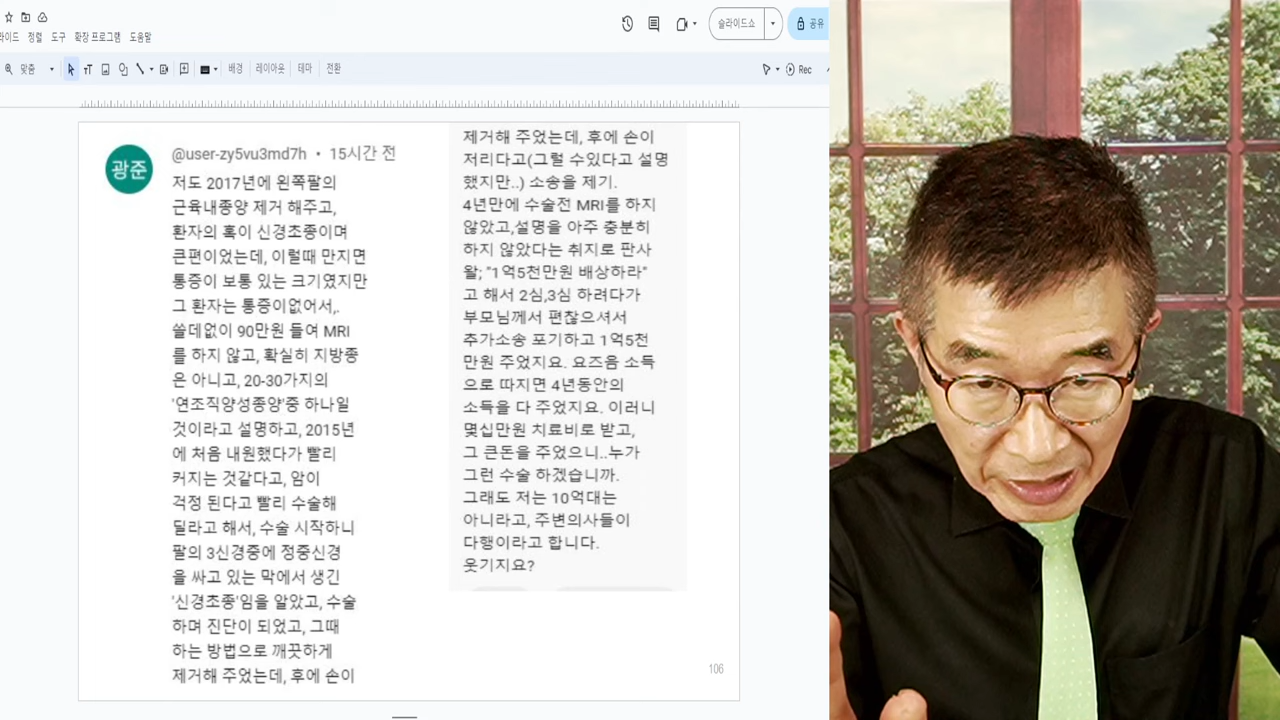 라이드 정렬 도구 확장 프로그램 도움말
슬라이드쇼
공유
맞춤
배경 레이아웃 테마 전환
Rec
광준
@user-zy5vu3md7h • 15시간 전
저도 2017년에 왼쪽팔의
근육내종양 제거 해주고,
환자의 혹이 신경초종이며
큰편이었는데, 이럴때 만지면
통증이 보통 있는 크기였지만
그 환자는 통증이없어서,.
쓸데없이 90만원 들여 MRI
를 하지 않고, 확실히 지방종
은 아니고, 20-30가지의
'연조직양성종양'중 하나일
것이라고 설명하고, 2015년
에 처음 내원했다가 빨리
커지는 것같다고, 암이
걱정 된다고 빨리 수술해
딜라고 해서, 수술 시작하니
팔의 3신경중에 정중신경
을 싸고 있는 막에서 생긴
'신경초종'임을 알았고, 수술
하며 진단이 되었고, 그때
하는 방법으로 깨끗하게
제거해 주었는데, 후에 손이
제거해 주었는데, 후에 손이
저리다고(그럴 수있다고 설명
했지만..) 소송을 제기.
4년만에 수술전 MRI를 하지
않았고,설명을 아주 충분히
하지 않았다는 취지로 판사
왈; "1억5천만원 배상하라"
고 해서 2심,3심 하려다가
부모님께서 편찮으셔서
추가소송 포기하고 1억5천
만원 주었지요. 요즈음 소득
으로 따지면 4년동안의
소득을 다 주었지요. 이러니
몇십만원 치료비로 받고,
그 큰돈을 주었으니..누가
그런 수술 하겠습니까.
그래도 저는 10억대는
아니라고, 주변의사들이
다행이라고 합니다.
웃기지요?
106